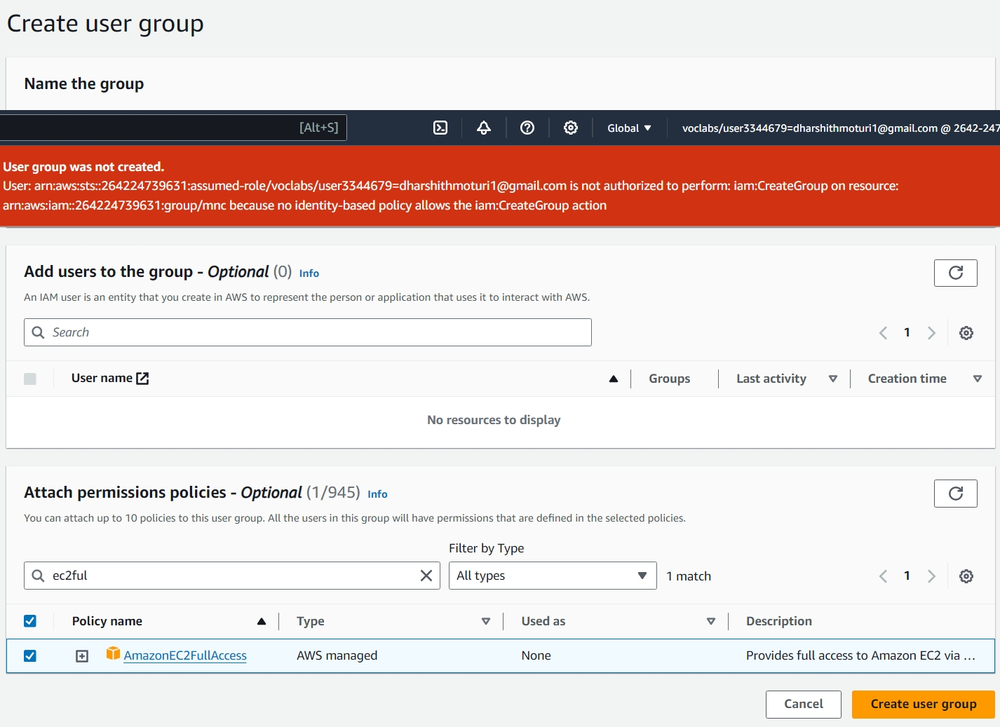 Create user group
Name the group
[Alt+S]
Global
voclabs/user3344679=dharshithmoturi1@gmail.com @ 2642-247
User group was not created.
User: arn:aws:sts::264224739631:assumed-role/voclabs/user3344679=dharshithmoturi1@gmail.com is not authorized to perform: iam:CreateGroup on resource:
arn:aws:iam::264224739631:group/mnc because no identity-based policy allows the iam:CreateGroup action
Add users to the group - Optional (0) Info
An IAM user is an entity that you create in AWS to represent the person or application that uses it to interact with AWS.
Search
1
User name Groups Last activity Creation time
No resources to display
Attach permissions policies - Optional (1/945) Info
You can attach up to 10 policies to this user group. All the users in this group will have permissions that are defined in the selected policies.
Filter by Type
ec2ful All types 1 match 1
Policy name Type Used as Description
AmazonEC2FullAccess AWS managed None Provides full access to Amazon EC2 via ...
Cancel Create user group